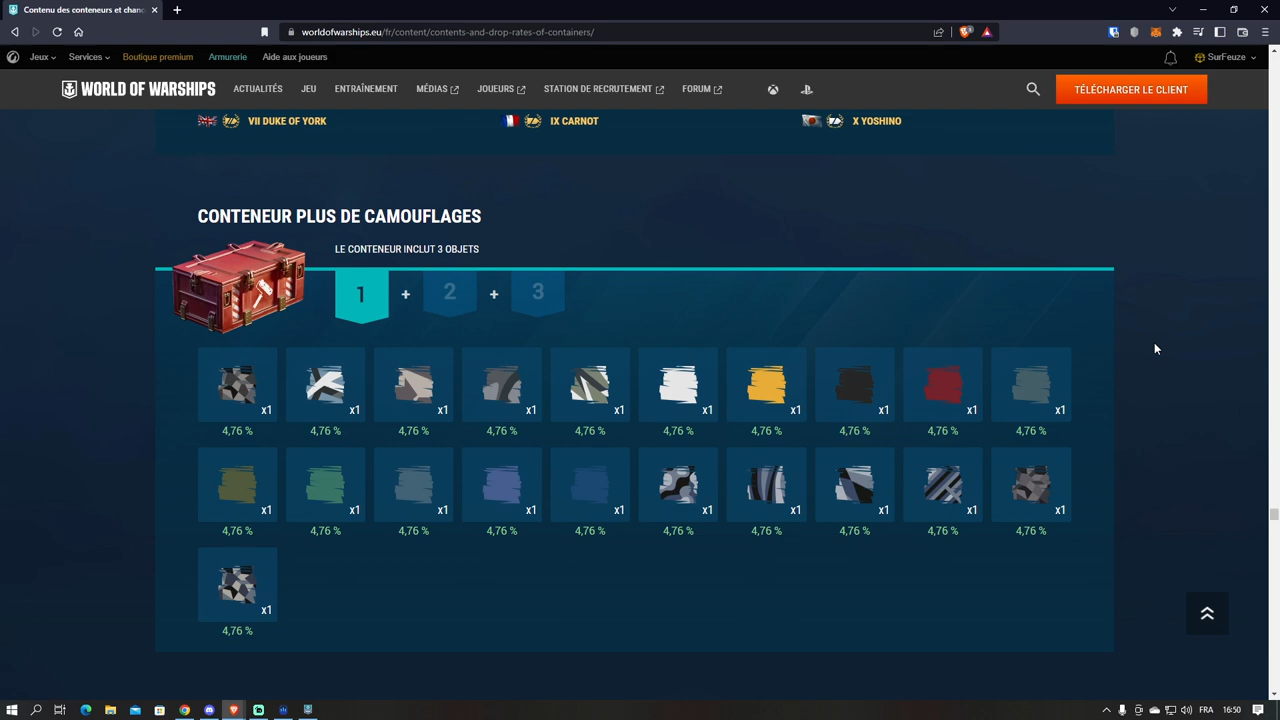 Contenu des conteneurs et chanc
worldofwarships.eu/fr/content/contents-and-drop-rates-of-containers/
Jeux Services Boutique premium Armurerie Aide aux joueurs SurFeuze
WORLD OF WARSHIPS ACTUALITÉS JEU ENTRAÎNEMENT MÉDIAS JOUEURS STATION DE RECRUTEMENT FORUM TÉLÉCHARGER LE CLIENT
VII DUKE OF YORK IX CARNOT X YOSHINO
CONTENEUR PLUS DE CAMOUFLAGES
LE CONTENEUR INCLUT 3 OBJETS
1 + 2 + 3
x1 x1 x1 x1 x1 x1 x1 x1 x1 x1
4,76 % 4,76 % 4,76 % 4,76 % 4,76 % 4,76 % 4,76 % 4,76 % 4,76 % 4,76 %
x1 x1 x1 x1 x1 x1 x1 x1 x1 x1
4,76 % 4,76 % 4,76 % 4,76 % 4,76 % 4,76 % 4,76 % 4,76 % 4,76 % 4,76 %
x1
4,76 %
FRA 16:50